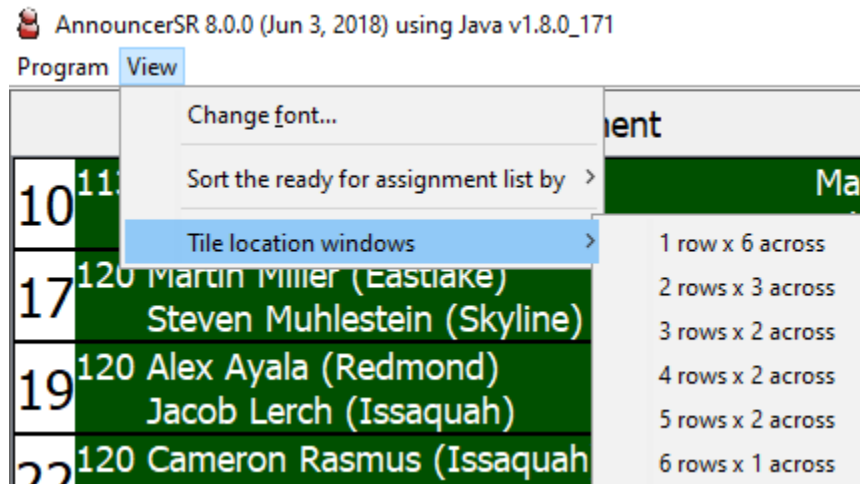 AnnouncerSR 8.0.0 (Jun 3, 2018) using Java v1.8.0_171
Program View
Change font...
Sort the ready for assignment list by >
Tile location windows >
1 row x 6 across
2 rows x 3 across
3 rows x 2 across
4 rows x 2 across
5 rows x 2 across
6 rows x 1 across
10
17 120 Martin Miller (Eastlake)
Steven Muhlestein (Skyline)
19 120 Alex Ayala (Redmond)
Jacob Lerch (Issaquah)
22 120 Cameron Rasmus (Issaquah